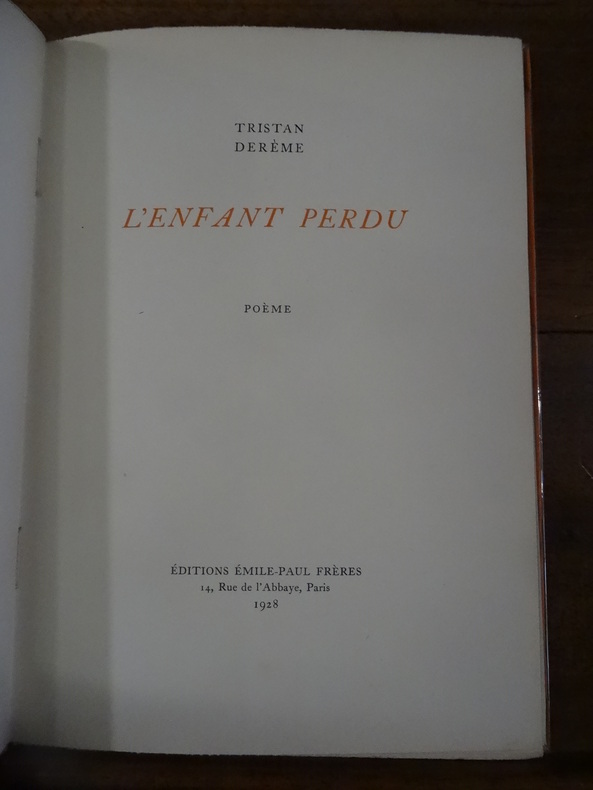 TRISTAN
DERÈME
L'ENFANT PERDU
POÈME
ÉDITIONS ÉMILE-PAUL FRÈRES
14, Rue de l'Abbaye, Paris
1928